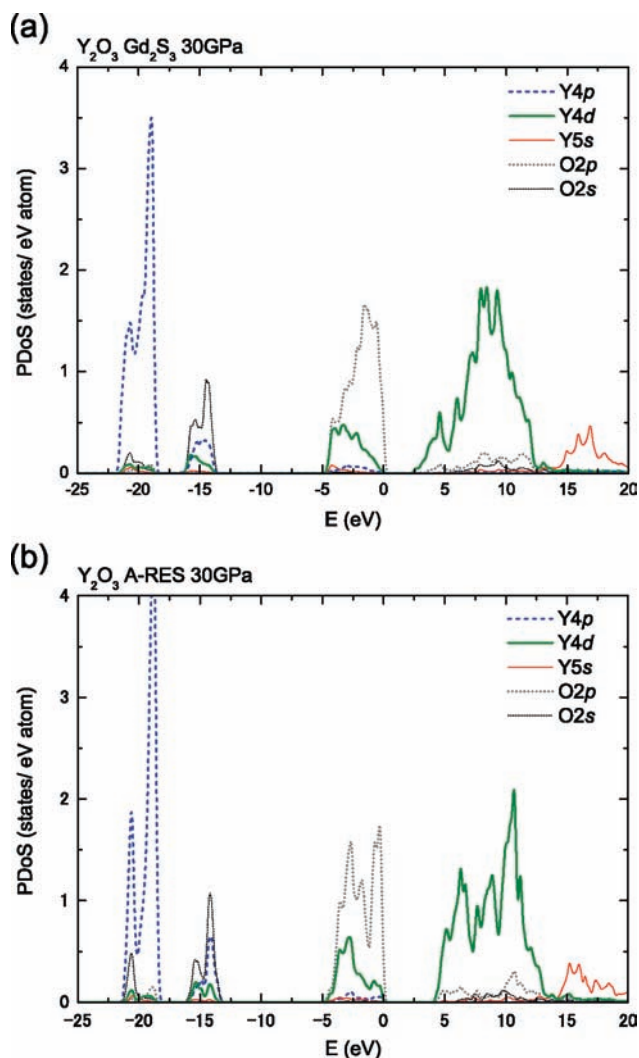 (a)
Y₂O₃ Gd₂S₃ 30GPa
4
3
2
1
0
PDoS (states/ eV atom)
Y4p
Y4d
Y5s
O2p
O2s
-25 -20 -15 -10 -5 0 5 10 15 20
E (eV)
(b)
Y₂O₃ A-RES 30GPa
4
3
2
1
0
PDoS (states/ eV atom)
Y4p
Y4d
Y5s
O2p
O2s
−25 −20 −15 −10 −5 0 5 10 15 20
E (eV)